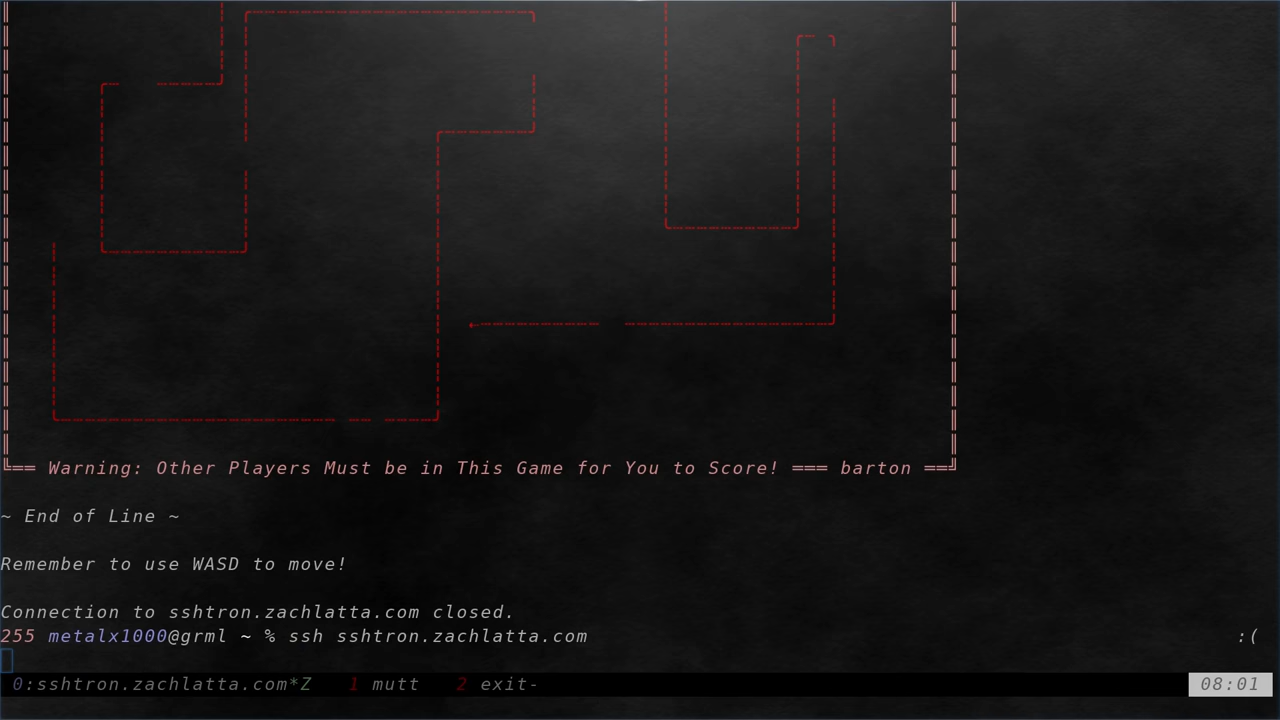 ╚══ Warning: Other Players Must be in This Game for You to Score! ═══ barton ══╝
~ End of Line ~
Remember to use WASD to move!
Connection to sshtron.zachlatta.com closed.
255 metalx1000@grml ~ % ssh sshtron.zachlatta.com :(
0:sshtron.zachlatta.com*Z 1 mutt 2 exit- 08:01